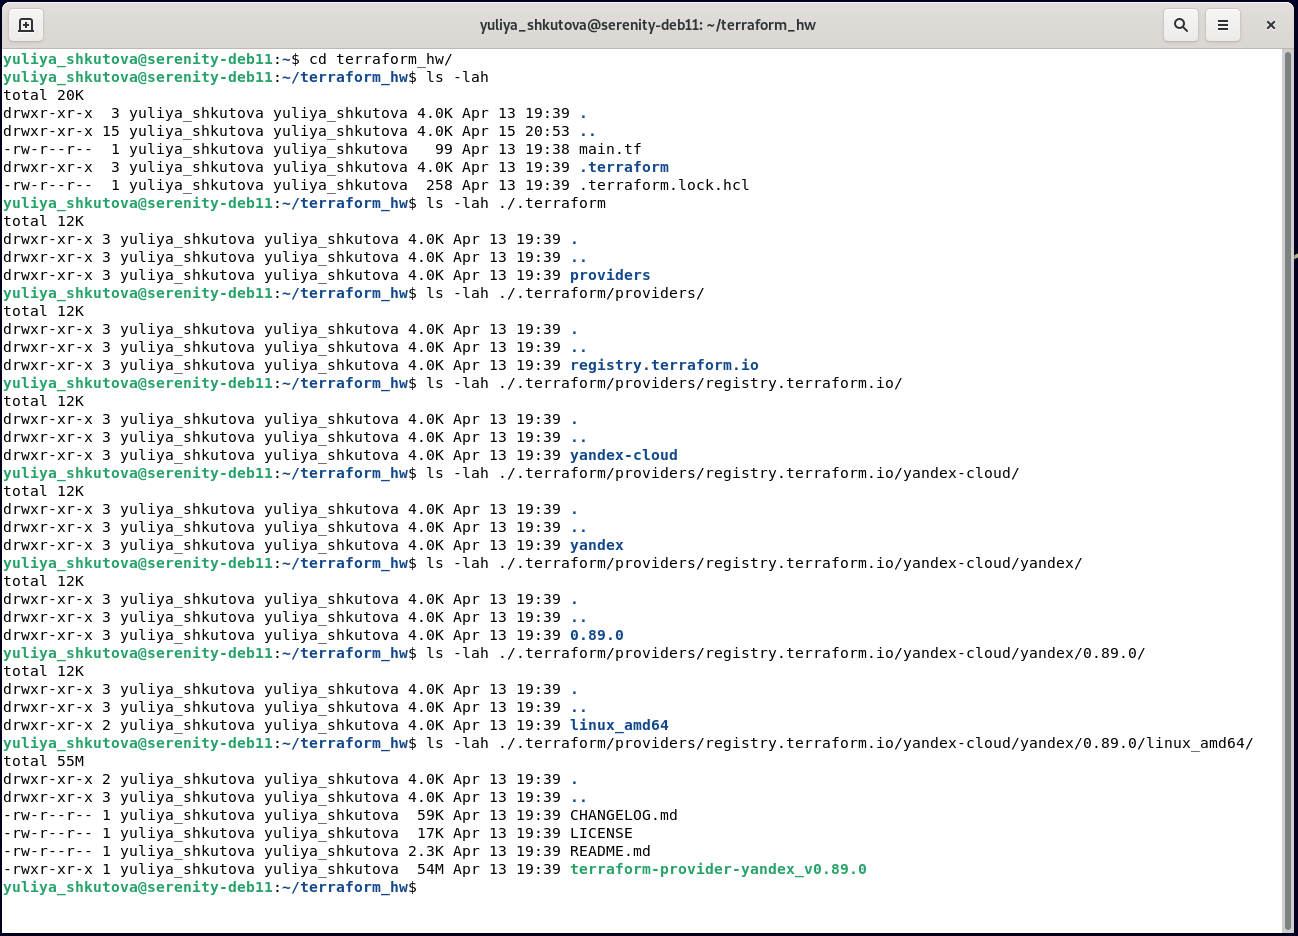 yuliya_shkutova@serenity-deb11: ~/terraform_hw
yuliya_shkutova@serenity-deb11:~$ cd terraform_hw/
yuliya_shkutova@serenity-deb11:~/terraform_hw$ ls -lah
total 20K
drwxr-xr-x  3 yuliya_shkutova yuliya_shkutova 4.0K Apr 13 19:39 .
drwxr-xr-x 15 yuliya_shkutova yuliya_shkutova 4.0K Apr 15 20:53 ..
-rw-r--r--  1 yuliya_shkutova yuliya_shkutova   99 Apr 13 19:38 main.tf
drwxr-xr-x  3 yuliya_shkutova yuliya_shkutova 4.0K Apr 13 19:39 .terraform
-rw-r--r--  1 yuliya_shkutova yuliya_shkutova  258 Apr 13 19:39 .terraform.lock.hcl
yuliya_shkutova@serenity-deb11:~/terraform_hw$ ls -lah ./.terraform
total 12K
drwxr-xr-x 3 yuliya_shkutova yuliya_shkutova 4.0K Apr 13 19:39 .
drwxr-xr-x 3 yuliya_shkutova yuliya_shkutova 4.0K Apr 13 19:39 ..
drwxr-xr-x 3 yuliya_shkutova yuliya_shkutova 4.0K Apr 13 19:39 providers
yuliya_shkutova@serenity-deb11:~/terraform_hw$ ls -lah ./.terraform/providers/
total 12K
drwxr-xr-x 3 yuliya_shkutova yuliya_shkutova 4.0K Apr 13 19:39 .
drwxr-xr-x 3 yuliya_shkutova yuliya_shkutova 4.0K Apr 13 19:39 ..
drwxr-xr-x 3 yuliya_shkutova yuliya_shkutova 4.0K Apr 13 19:39 registry.terraform.io
yuliya_shkutova@serenity-deb11:~/terraform_hw$ ls -lah ./.terraform/providers/registry.terraform.io/
total 12K
drwxr-xr-x 3 yuliya_shkutova yuliya_shkutova 4.0K Apr 13 19:39 .
drwxr-xr-x 3 yuliya_shkutova yuliya_shkutova 4.0K Apr 13 19:39 ..
drwxr-xr-x 3 yuliya_shkutova yuliya_shkutova 4.0K Apr 13 19:39 yandex-cloud
yuliya_shkutova@serenity-deb11:~/terraform_hw$ ls -lah ./.terraform/providers/registry.terraform.io/yandex-cloud/
total 12K
drwxr-xr-x 3 yuliya_shkutova yuliya_shkutova 4.0K Apr 13 19:39 .
drwxr-xr-x 3 yuliya_shkutova yuliya_shkutova 4.0K Apr 13 19:39 ..
drwxr-xr-x 3 yuliya_shkutova yuliya_shkutova 4.0K Apr 13 19:39 yandex
yuliya_shkutova@serenity-deb11:~/terraform_hw$ ls -lah ./.terraform/providers/registry.terraform.io/yandex-cloud/yandex/
total 12K
drwxr-xr-x 3 yuliya_shkutova yuliya_shkutova 4.0K Apr 13 19:39 .
drwxr-xr-x 3 yuliya_shkutova yuliya_shkutova 4.0K Apr 13 19:39 ..
drwxr-xr-x 3 yuliya_shkutova yuliya_shkutova 4.0K Apr 13 19:39 0.89.0
yuliya_shkutova@serenity-deb11:~/terraform_hw$ ls -lah ./.terraform/providers/registry.terraform.io/yandex-cloud/yandex/0.89.0/
total 12K
drwxr-xr-x 3 yuliya_shkutova yuliya_shkutova 4.0K Apr 13 19:39 .
drwxr-xr-x 3 yuliya_shkutova yuliya_shkutova 4.0K Apr 13 19:39 ..
drwxr-xr-x 2 yuliya_shkutova yuliya_shkutova 4.0K Apr 13 19:39 linux_amd64
yuliya_shkutova@serenity-deb11:~/terraform_hw$ ls -lah ./.terraform/providers/registry.terraform.io/yandex-cloud/yandex/0.89.0/linux_amd64/
total 55M
drwxr-xr-x 2 yuliya_shkutova yuliya_shkutova 4.0K Apr 13 19:39 .
drwxr-xr-x 3 yuliya_shkutova yuliya_shkutova 4.0K Apr 13 19:39 ..
-rw-r--r-- 1 yuliya_shkutova yuliya_shkutova  59K Apr 13 19:39 CHANGELOG.md
-rw-r--r-- 1 yuliya_shkutova yuliya_shkutova  17K Apr 13 19:39 LICENSE
-rw-r--r-- 1 yuliya_shkutova yuliya_shkutova 2.3K Apr 13 19:39 README.md
-rwxr-xr-x 1 yuliya_shkutova yuliya_shkutova  54M Apr 13 19:39 terraform-provider-yandex_v0.89.0
yuliya_shkutova@serenity-deb11:~/terraform_hw$